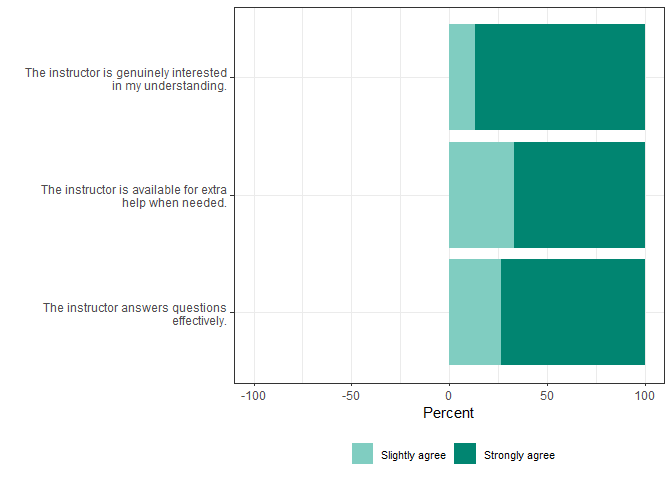 The instructor is genuinely interested
in my understanding.
The instructor is available for extra
help when needed.
The instructor answers questions
effectively.
-100 -50 0 50 100
Percent
Slightly agree Strongly agree